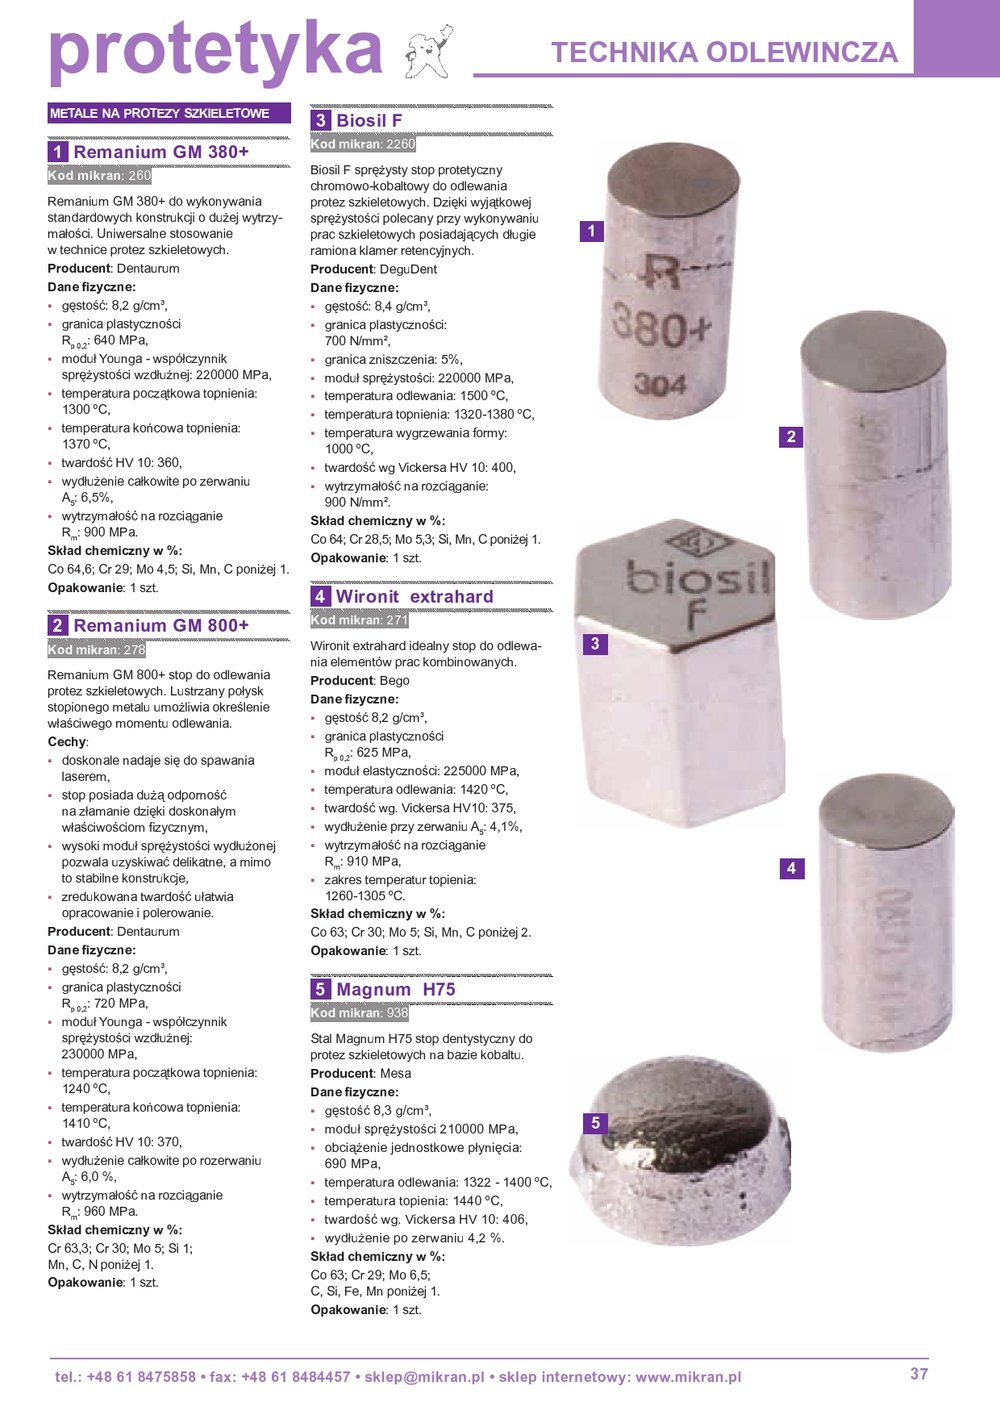 protetyka
TECHNIKA ODLEWINCZA
METALE NA PROTEZY SZKIELETOWE
1 Remanium GM 380+
Kod mikran: 260
Remanium GM 380+ do wykonywania
standardowych konstrukcji o dużej wytrzy-
małości. Uniwersalne stosowanie
w technice protez szkieletowych.
Producent: Dentaurum
Dane fizyczne:
• gęstość: 8,2 g/cm³,
• granica plastyczności
Rp 0,2: 640 MPa,
• moduł Younga - współczynnik
sprężystości wzdłużnej: 220000 MPa,
• temperatura początkowa topnienia:
1300 ºC,
• temperatura końcowa topnienia:
1370 ºC,
• twardość HV 10: 360,
• wydłużenie całkowite po zerwaniu
A5: 6,5%,
• wytrzymałość na rozciąganie
Rm: 900 MPa.
Skład chemiczny w %:
Co 64,6; Cr 29; Mo 4,5; Si, Mn, C poniżej 1.
Opakowanie: 1 szt.
2 Remanium GM 800+
Kod mikran: 278
Remanium GM 800+ stop do odlewania
protez szkieletowych. Lustrzany połysk
stopionego metalu umożliwia określenie
właściwego momentu odlewania.
Cechy:
• doskonale nadaje się do spawania
laserem,
• stop posiada dużą odporność
na złamanie dzięki doskonałym
właściwościom fizycznym,
• wysoki moduł sprężystości wydłużonej
pozwala uzyskiwać delikatne, a mimo
to stabilne konstrukcje,
• zredukowana twardość ułatwia
opracowanie i polerowanie.
Producent: Dentaurum
Dane fizyczne:
• gęstość: 8,2 g/cm³,
• granica plastyczności
Rp 0,2: 720 MPa,
• moduł Younga - współczynnik
sprężystości wzdłużnej:
230000 MPa,
• temperatura początkowa topnienia:
1240 ºC,
• temperatura końcowa topnienia:
1410 ºC,
• twardość HV 10: 370,
• wydłużenie całkowite po rozerwaniu
A5: 6,0 %,
• wytrzymałość na rozciąganie
Rm: 960 MPa.
Skład chemiczny w %:
Cr 63,3; Cr 30; Mo 5; Si 1;
Mn, C, N poniżej 1.
Opakowanie: 1 szt.
3 Biosil F
Kod mikran: 2260
Biosil F sprężysty stop protetyczny
chromowo-kobaltowy do odlewania
protez szkieletowych. Dzięki wyjątkowej
sprężystości polecany przy wykonywaniu
prac szkieletowych posiadających długie
ramiona klamer retencyjnych.
Producent: DeguDent
Dane fizyczne:
• gęstość: 8,4 g/cm³,
• granica plastyczności:
700 N/mm²,
• granica zniszczenia: 5%,
• moduł sprężystości: 220000 MPa,
• temperatura odlewania: 1500 ºC,
• temperatura topnienia: 1320-1380 ºC,
• temperatura wygrzewania formy:
1000 ºC,
• twardość wg Vickersa HV 10: 400,
• wytrzymałość na rozciąganie:
900 N/mm².
Skład chemiczny w %:
Co 64; Cr 28,5; Mo 5,3; Si, Mn, C poniżej 1.
Opakowanie: 1 szt.
4 Wironit extrahard
Kod mikran: 271
Wironit extrahard idealny stop do odlewa-
nia elementów prac kombinowanych.
Producent: Bego
Dane fizyczne:
• gęstość 8,2 g/cm³,
• granica plastyczności
Rp 0,2: 625 MPa,
• moduł elastyczności: 225000 MPa,
• temperatura odlewania: 1420 ºC,
• twardość wg. Vickersa HV10: 375,
• wydłużenie przy zerwaniu A5: 4,1%,
• wytrzymałość na rozciąganie
Rm: 910 MPa,
• zakres temperatur topienia:
1260-1305 ºC.
Skład chemiczny w %:
Co 63; Cr 30; Mo 5; Si, Mn, C poniżej 2.
Opakowanie: 1 szt.
5 Magnum H75
Kod mikran: 938
Stal Magnum H75 stop dentystyczny do
protez szkieletowych na bazie kobaltu.
Producent: Mesa
Dane fizyczne:
• gęstość 8,3 g/cm³,
• moduł sprężystości 210000 MPa,
• obciążenie jednostkowe płynięcia:
690 MPa,
• temperatura odlewania: 1322 - 1400 ºC,
• temperatura topienia: 1440 ºC,
• twardość wg. Vickersa HV 10: 406,
• wydłużenie po zerwaniu 4,2 %.
Skład chemiczny w %:
Co 63; Cr 29; Mo 6,5;
C, Si, Fe, Mn poniżej 1.
Opakowanie: 1 szt.
1
R
380+
304
2
biosil
F
3
4
5
tel.: +48 61 8475858 • fax: +48 61 8484457 • sklep@mikran.pl • sklep internetowy: www.mikran.pl
37